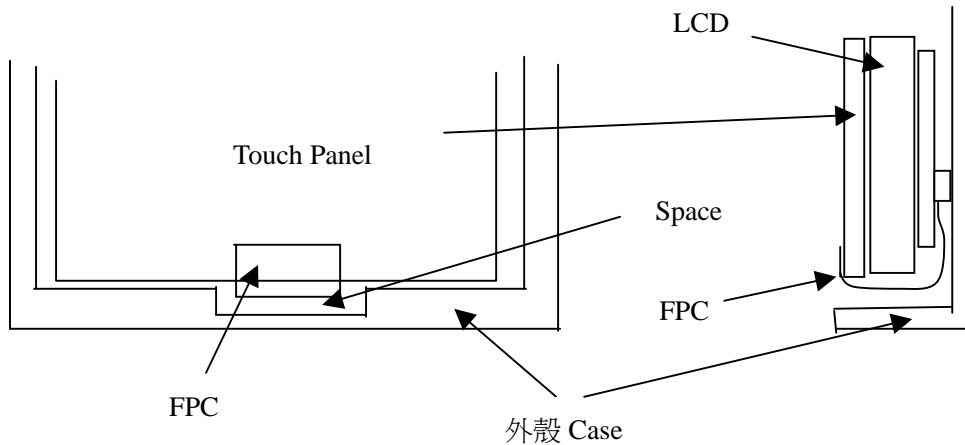 LCD
Touch Panel
Space
FPC
FPC
外殼 Case